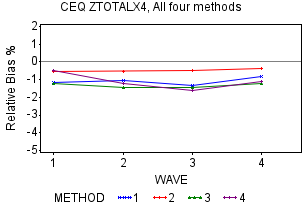 CEQ ZTOTALX4, All four methods
Relative Bias %
2
1
0
-1
-2
-3
-4
-5
1 2 3 4
WAVE
METHOD 1 2 3 4